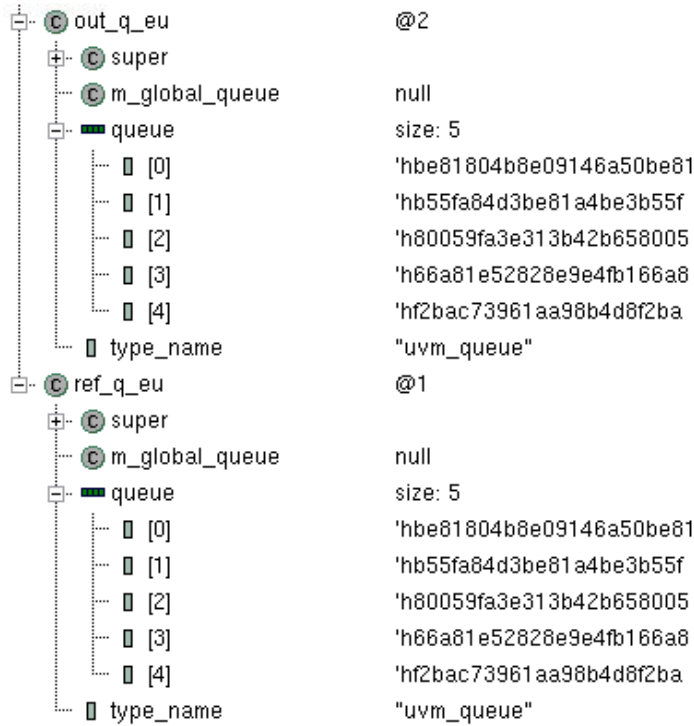 C out_q_eu @2
C super
C m_global_queue null
queue size: 5
[0] 'hbe81804b8e09146a50be81
[1] 'hb55fa84d3be81a4be3b55f
[2] 'h80059fa3e313b42b658005
[3] 'h66a81e52828e9e4fb166a8
[4] 'hf2bac73961aa98b4d8f2ba
type_name "uvm_queue"
C ref_q_eu @1
C super
C m_global_queue null
queue size: 5
[0] 'hbe81804b8e09146a50be81
[1] 'hb55fa84d3be81a4be3b55f
[2] 'h80059fa3e313b42b658005
[3] 'h66a81e52828e9e4fb166a8
[4] 'hf2bac73961aa98b4d8f2ba
type_name "uvm_queue"